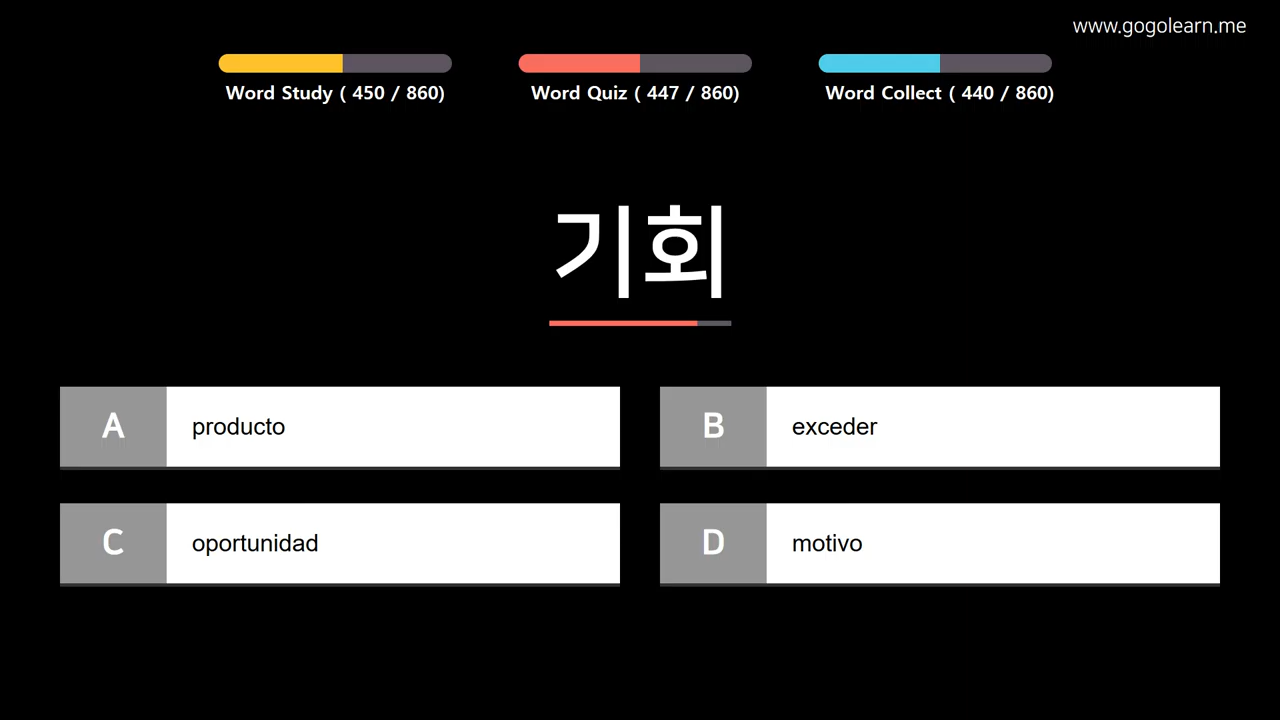 www.gogolearn.me
Word Study ( 450 / 860)
Word Quiz ( 447 / 860)
Word Collect ( 440 / 860)
기회
A producto
B exceder
C oportunidad
D motivo